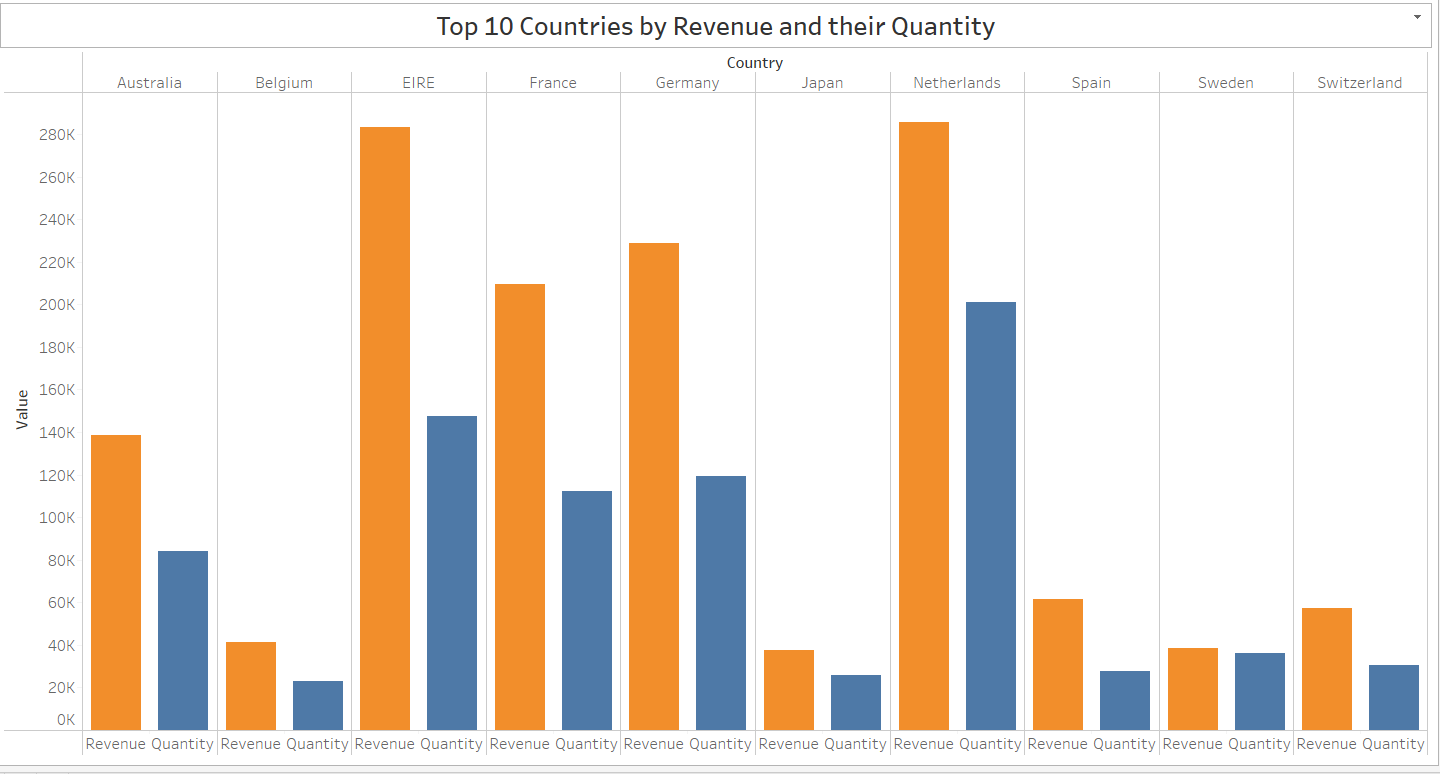 Top 10 Countries by Revenue and their Quantity
Country
Australia Belgium EIRE France Germany Japan Netherlands Spain Sweden Switzerland
280K
260K
240K
220K
200K
180K
160K
140K
120K
100K
80K
60K
40K
20K
0K
Value
Revenue Quantity Revenue Quantity Revenue Quantity Revenue Quantity Revenue Quantity Revenue Quantity Revenue Quantity Revenue Quantity Revenue Quantity Revenue Quantity